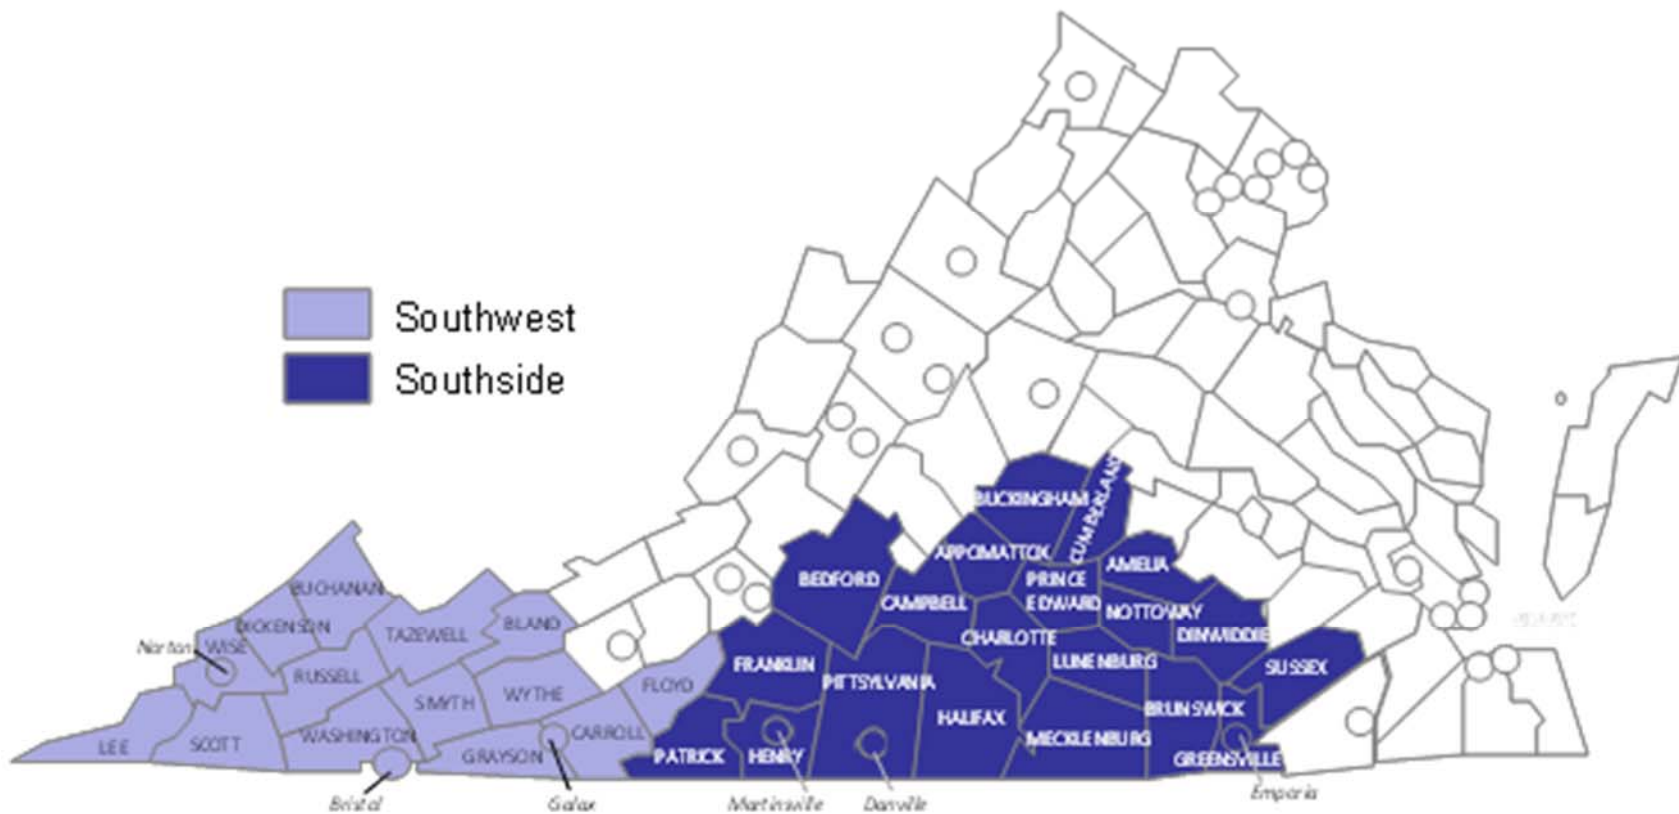 Southwest
Southside
BUCKINGHAM
CUMBERLAND
APPOMATTOX
AMELIA
BEDFORD
PRINCE
EDWARD
BUCHANAN
CAMPBELL
NOTTOWAY
DICKENSON
TAZEWELL
BLAND
DINWIDDIE
CHARLOTTE
Norton
WISE
FRANKLIN
LUNENBURG
SUSSEX
RUSSELL
FLOYD
PITTSYLVANIA
SMYTH
WYTHE
BRUNSWICK
HALIFAX
LEE
SCOTT
WASHINGTON
CARROLL
MECKLENBURG
GRAYSON
PATRICK
HENRY
GREENSVILLE
Bristol
Galax
Martinsville
Danville
Emporia